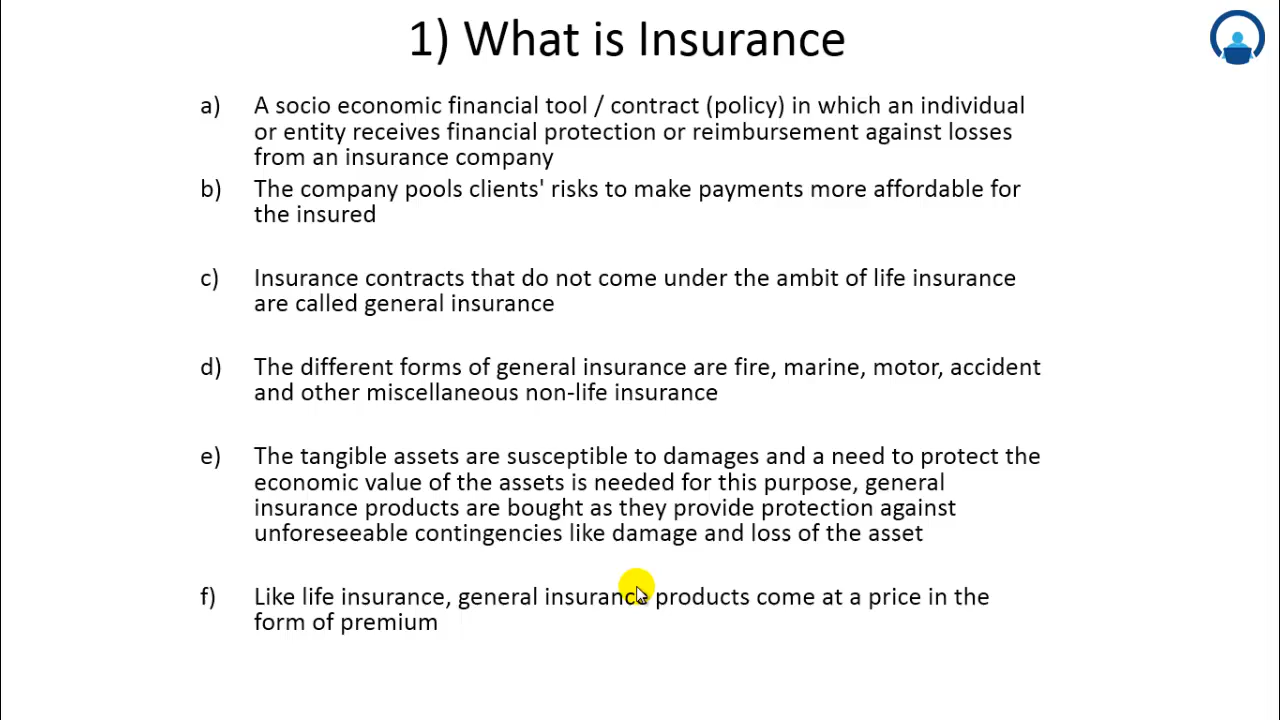 1) What is Insurance
a) A socio economic financial tool / contract (policy) in which an individual
or entity receives financial protection or reimbursement against losses
from an insurance company
b) The company pools clients' risks to make payments more affordable for
the insured
c) Insurance contracts that do not come under the ambit of life insurance
are called general insurance
d) The different forms of general insurance are fire, marine, motor, accident
and other miscellaneous non-life insurance
e) The tangible assets are susceptible to damages and a need to protect the
economic value of the assets is needed for this purpose, general
insurance products are bought as they provide protection against
unforeseeable contingencies like damage and loss of the asset
f) Like life insurance, general insurance products come at a price in the
form of premium